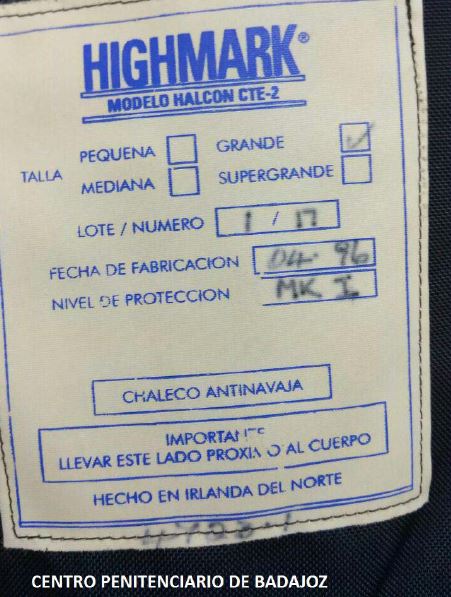 HIGHMARK®
MODELO HALCON CTE-2
TALLA
PEQUENA
GRANDE ✓
MEDIANA
SUPERGRANDE
LOTE / NUMERO 1 / 17
FECHA DE FABRICACION 04 96
NIVEL DE PROTECCION MK I
CHALECO ANTINAVAJA
IMPORTANTE
LLEVAR ESTE LADO PROXIMO AL CUERPO
HECHO EN IRLANDA DEL NORTE
CENTRO PENITENCIARIO DE BADAJOZ